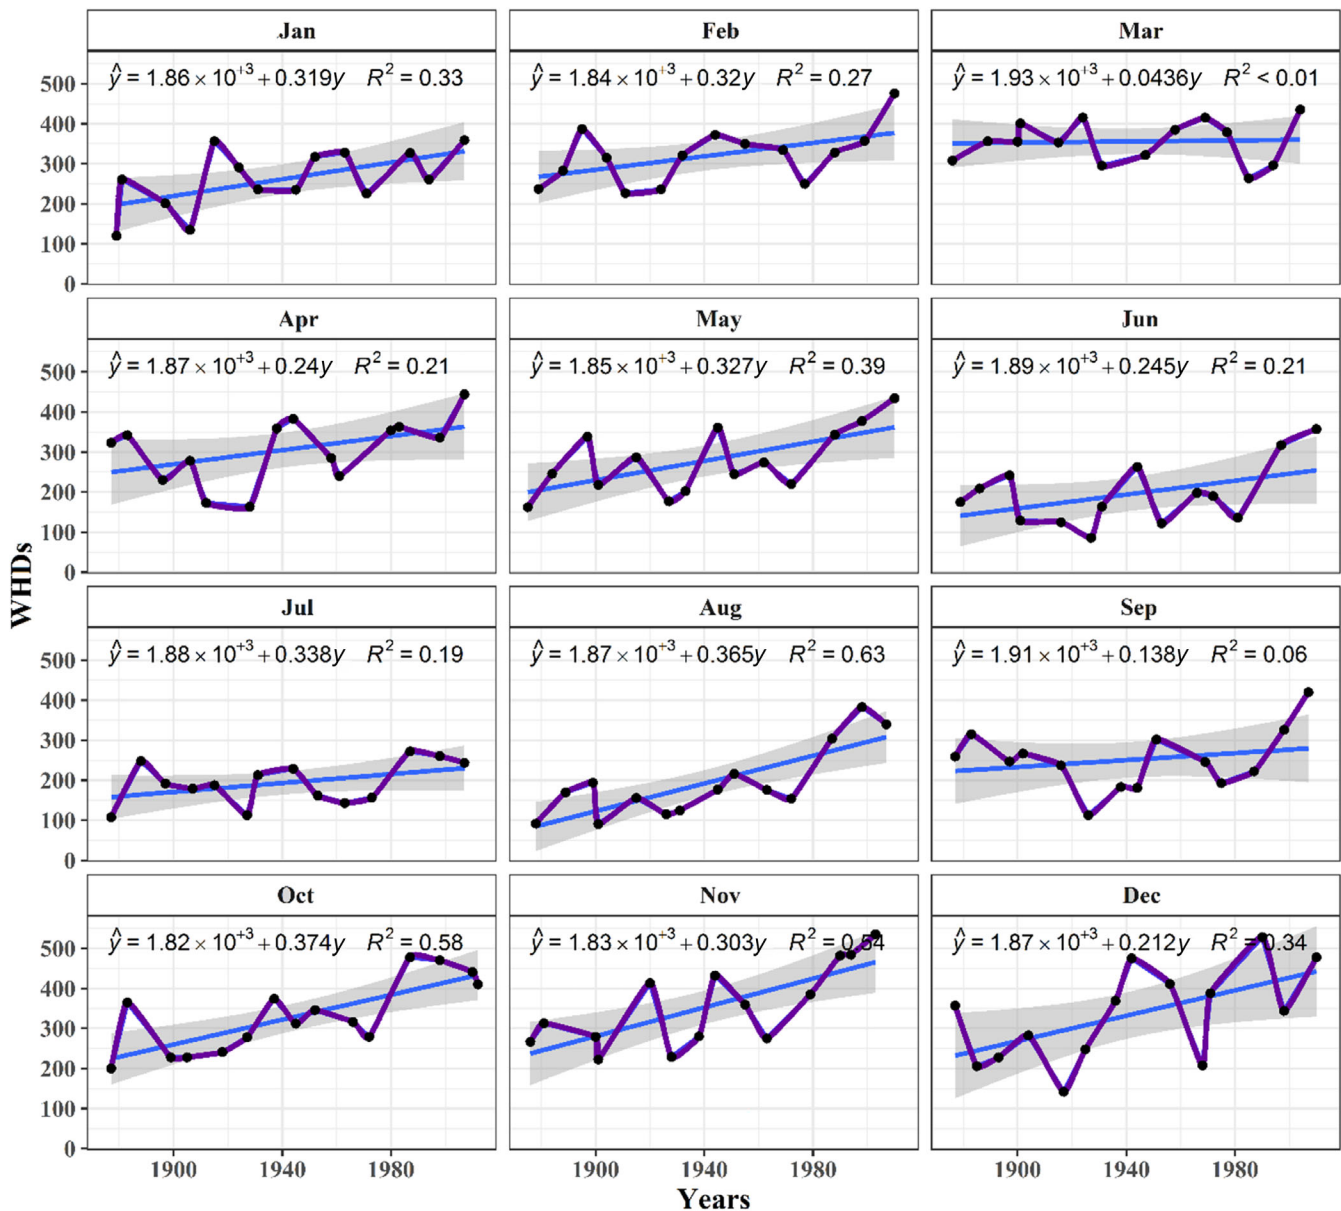 Jan Feb Mar
ŷ = 1.86 × 10⁺³ + 0.319y R² = 0.33 ŷ = 1.84 × 10⁺³ + 0.32y R² = 0.27 ŷ = 1.93 × 10⁺³ + 0.0436y R² < 0.01
500
400
300
200
100
0
Apr May Jun
ŷ = 1.87 × 10⁺³ + 0.24y R² = 0.21 ŷ = 1.85 × 10⁺³ + 0.327y R² = 0.39 ŷ = 1.89 × 10⁺³ + 0.245y R² = 0.21
500
400
300
200
100
0
WHDs
Jul Aug Sep
ŷ = 1.88 × 10⁺³ + 0.338y R² = 0.19 ŷ = 1.87 × 10⁺³ + 0.365y R² = 0.63 ŷ = 1.91 × 10⁺³ + 0.138y R² = 0.06
500
400
300
200
100
0
Oct Nov Dec
ŷ = 1.82 × 10⁺³ + 0.374y R² = 0.58 ŷ = 1.83 × 10⁺³ + 0.303y R² = 0.54 ŷ = 1.87 × 10⁺³ + 0.212y R² = 0.34
500
400
300
200
100
0
1900 1940 1980 1900 1940 1980 1900 1940 1980
Years